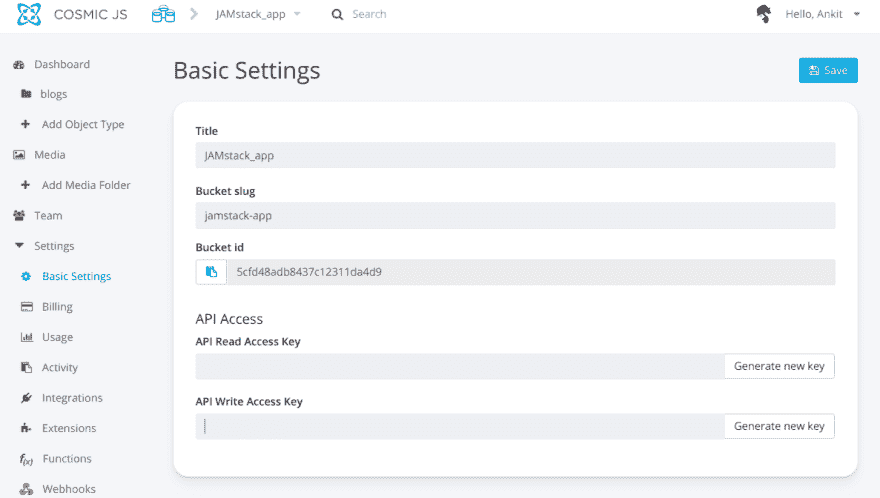 COSMIC JS
JAMstack_app
Search
Hello, Ankit
Dashboard
blogs
Add Object Type
Media
Add Media Folder
Team
Settings
Basic Settings
Billing
Usage
Activity
Integrations
Extensions
f(x) Functions
Webhooks
Basic Settings
Save
Title
JAMstack_app
Bucket slug
jamstack-app
Bucket id
5cfd48adb8437c12311da4d9
API Access
API Read Access Key
Generate new key
API Write Access Key
Generate new key